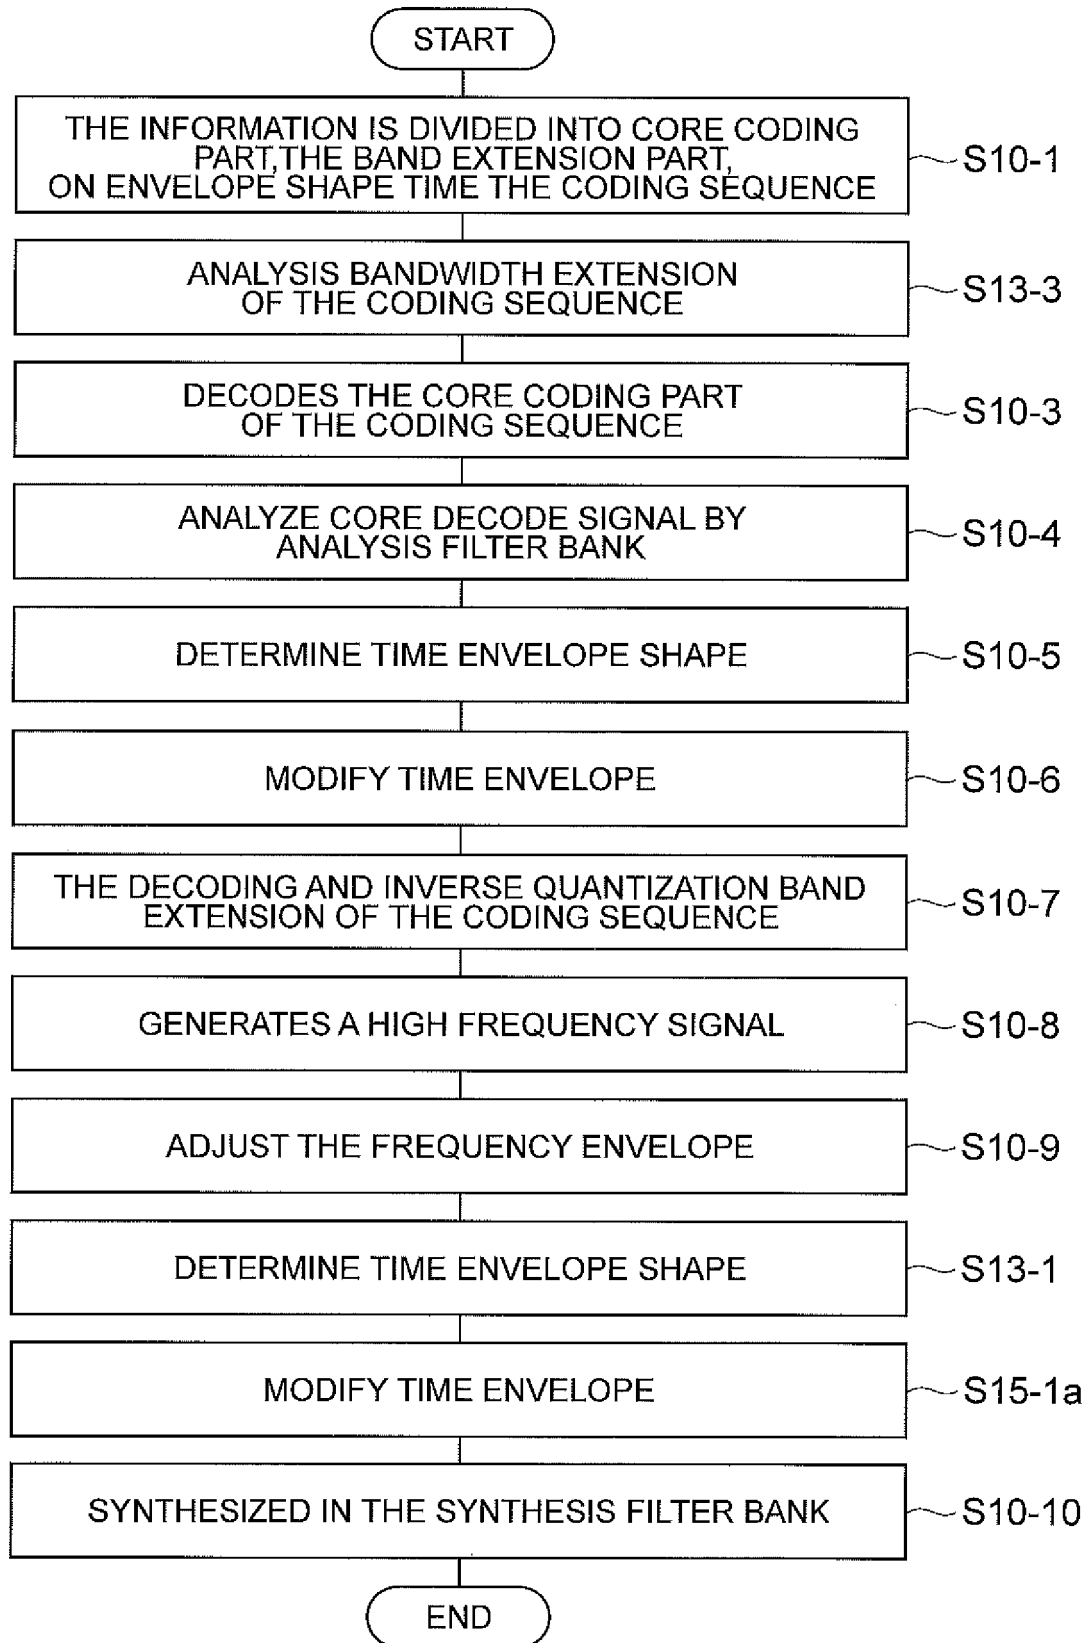 START
THE INFORMATION IS DIVIDED INTO CORE CODING
PART,THE BAND EXTENSION PART,
ON ENVELOPE SHAPE TIME THE CODING SEQUENCE
S10-1
ANALYSIS BANDWIDTH EXTENSION
OF THE CODING SEQUENCE
S13-3
DECODES THE CORE CODING PART
OF THE CODING SEQUENCE
S10-3
ANALYZE CORE DECODE SIGNAL BY
ANALYSIS FILTER BANK
S10-4
DETERMINE TIME ENVELOPE SHAPE
S10-5
MODIFY TIME ENVELOPE
S10-6
THE DECODING AND INVERSE QUANTIZATION BAND
EXTENSION OF THE CODING SEQUENCE
S10-7
GENERATES A HIGH FREQUENCY SIGNAL
S10-8
ADJUST THE FREQUENCY ENVELOPE
S10-9
DETERMINE TIME ENVELOPE SHAPE
S13-1
MODIFY TIME ENVELOPE
S15-1a
SYNTHESIZED IN THE SYNTHESIS FILTER BANK
S10-10
END